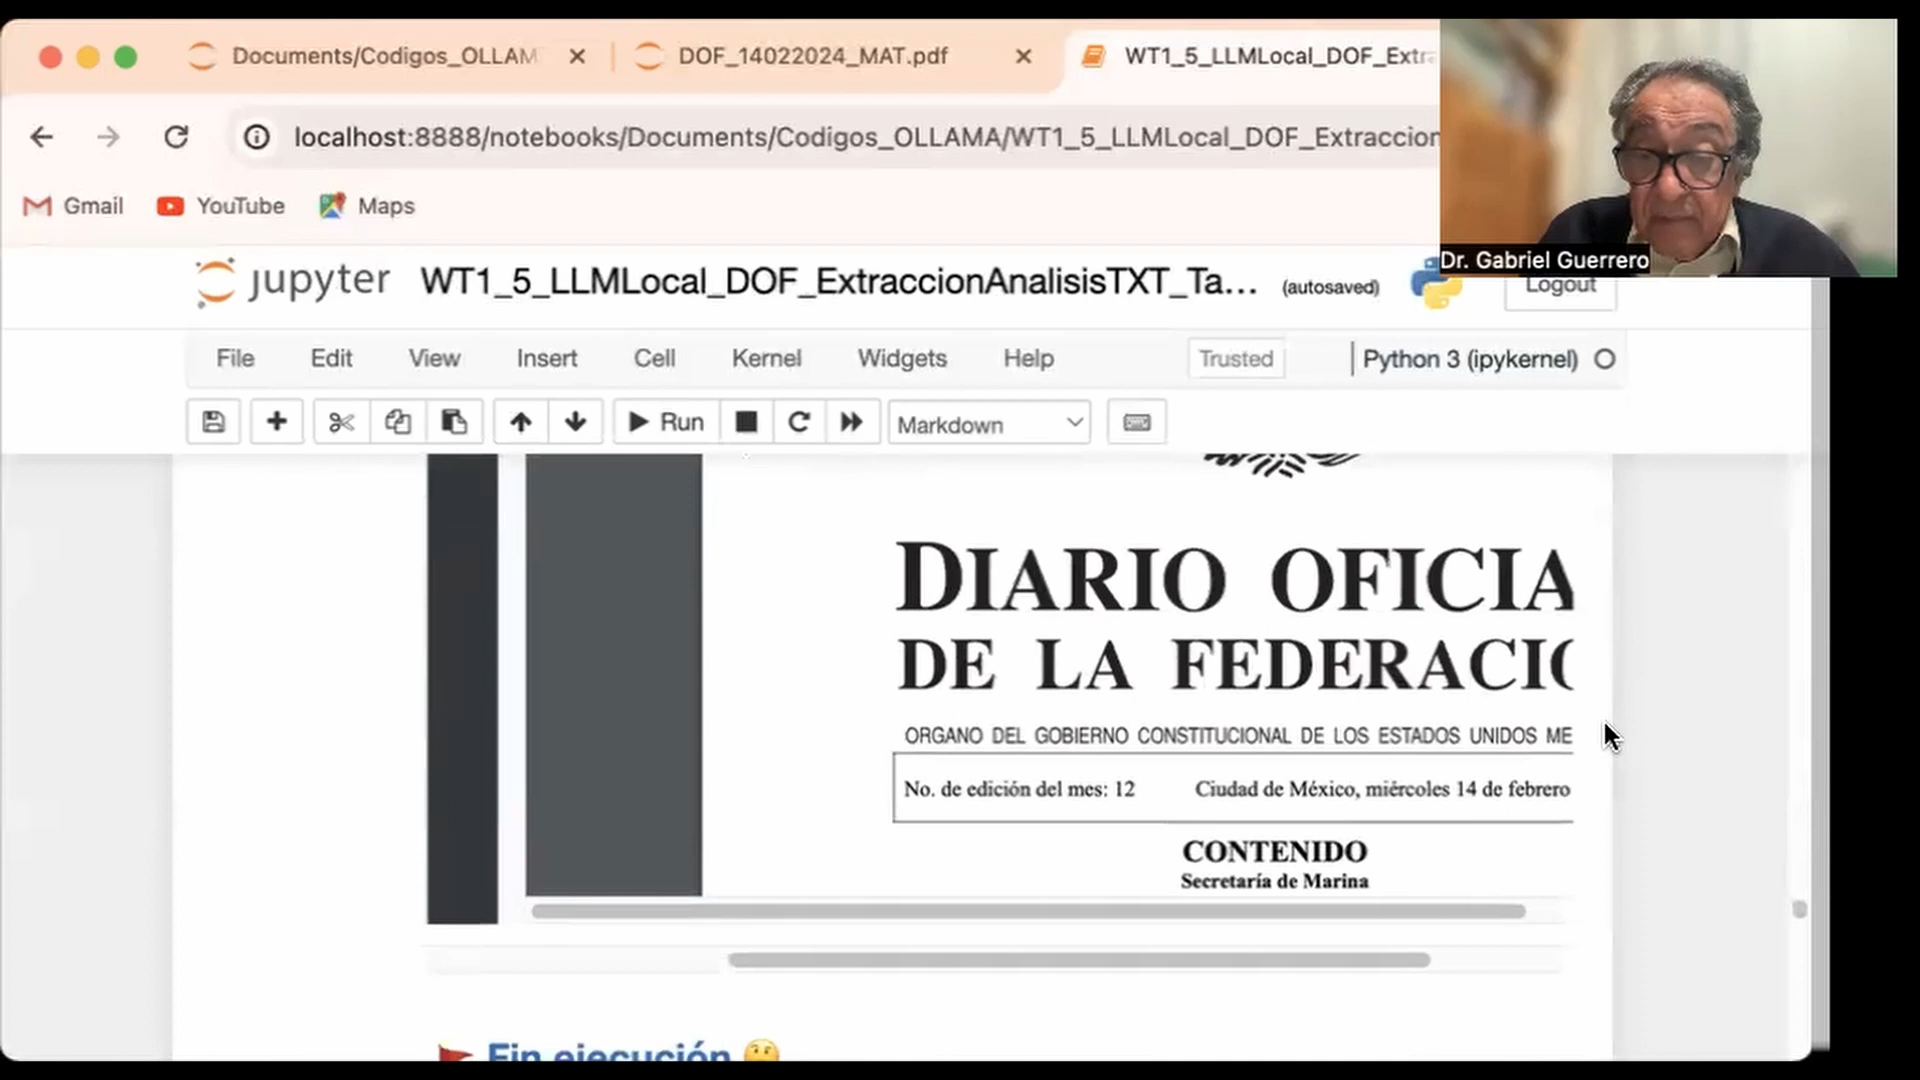 Documents/Codigos_OLLAM
DOF_14022024_MAT.pdf
WT1_5_LLMLocal_DOF_Extra
localhost:8888/notebooks/Documents/Codigos_OLLAMA/WT1_5_LLMLocal_DOF_Extraccion
Gmail YouTube Maps
Dr. Gabriel Guerrero
jupyter WT1_5_LLMLocal_DOF_ExtraccionAnalisisTXT_Ta... (autosaved) Logout
File Edit View Insert Cell Kernel Widgets Help Trusted Python 3 (ipykernel)
Run Markdown
DIARIO OFICIA
DE LA FEDERACIO
ORGANO DEL GOBIERNO CONSTITUCIONAL DE LOS ESTADOS UNIDOS ME
No. de edición del mes: 12 Ciudad de México, miércoles 14 de febrero
CONTENIDO
Secretaría de Marina
Fin ejecución